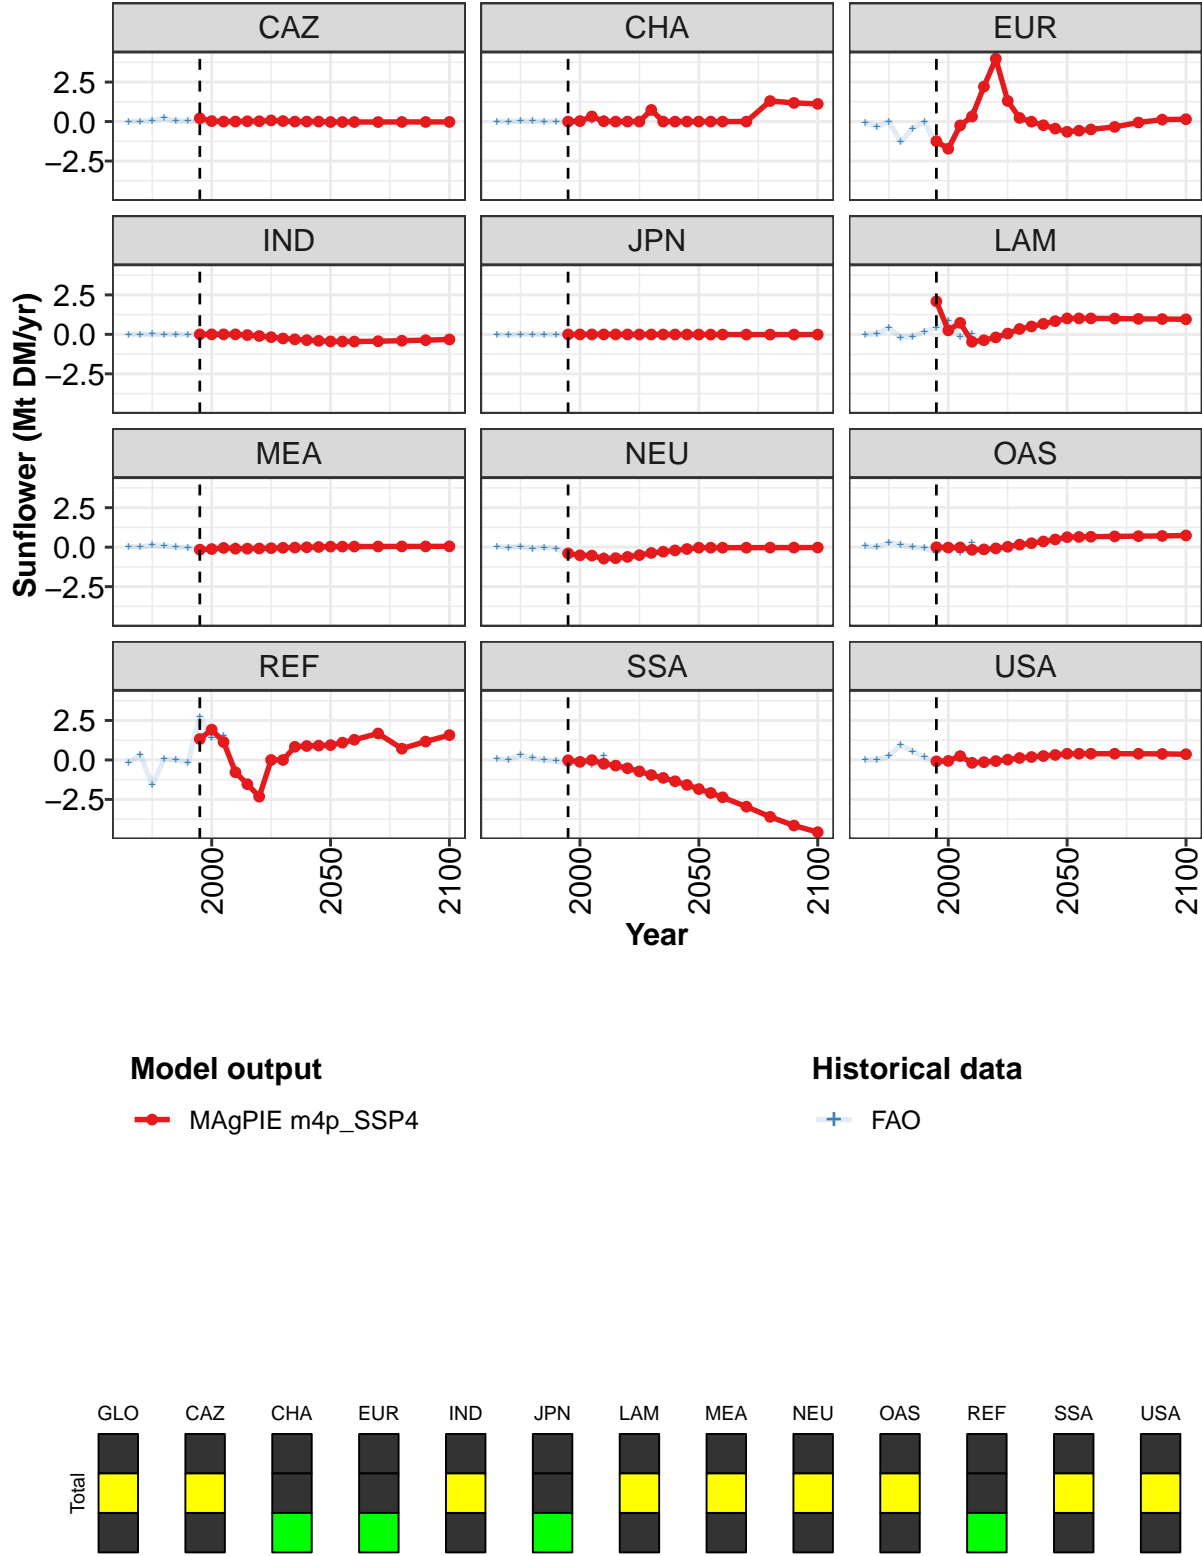 CAZ CHA EUR
2.5
0.0
−2.5
IND JPN LAM
2.5
0.0
−2.5
MEA NEU OAS
2.5
0.0
−2.5
REF SSA USA
2.5
0.0
−2.5
Sunflower (Mt DM/yr)
2000 2050 2100 2000 2050 2100 2000 2050 2100
Year
Model output Historical data
MAgPIE m4p_SSP4 FAO
GLO CAZ CHA EUR IND JPN LAM MEA NEU OAS REF SSA USA
Total